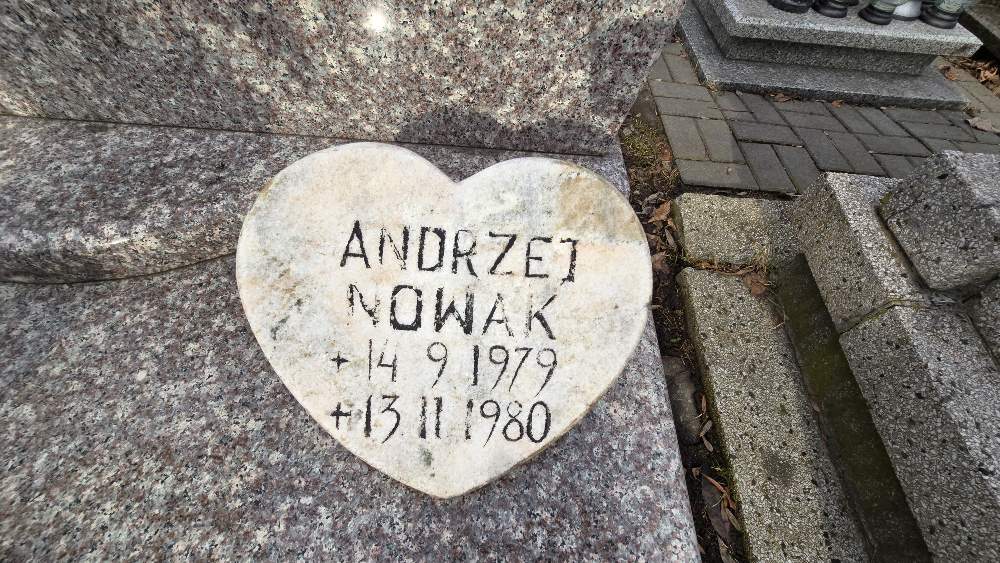 ANDRZEJ
NOWAK
+ 14 9 1979
+ 13 11 1980